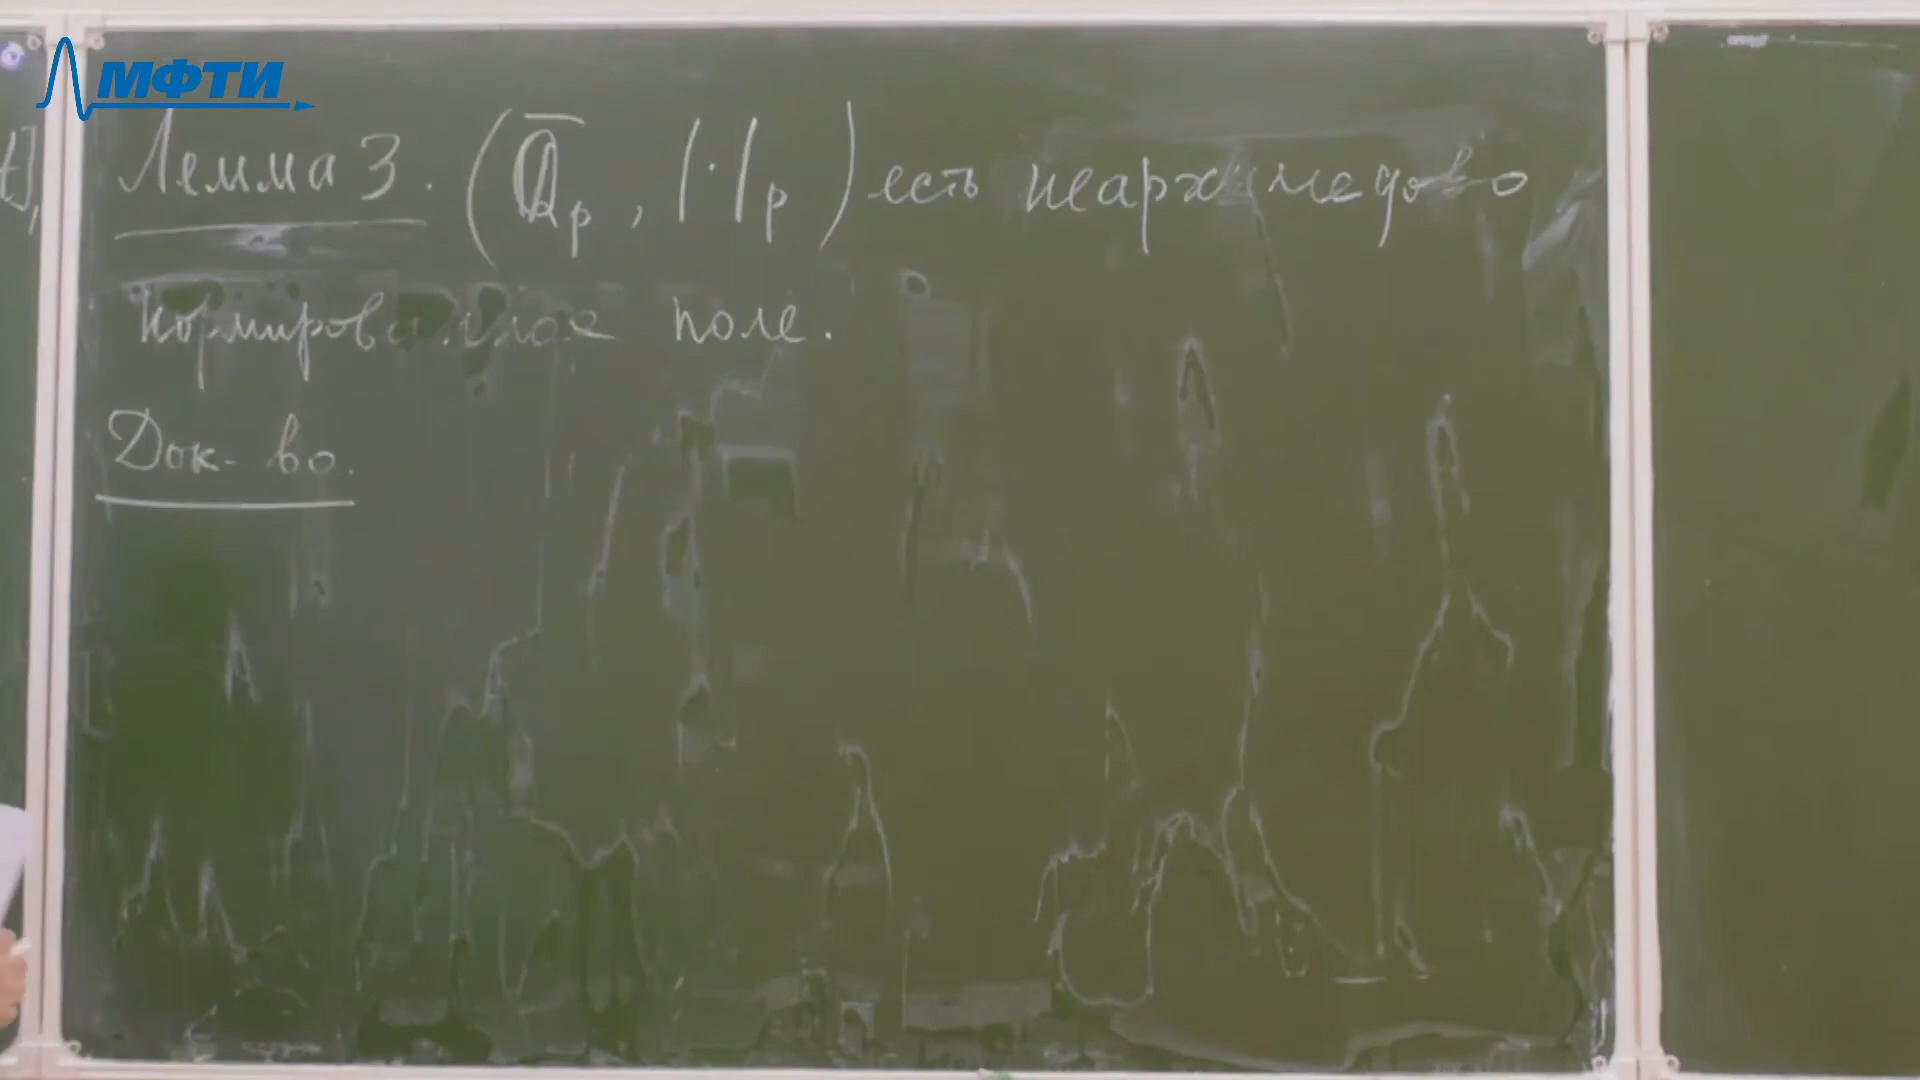 МФТИ
Лемма 3. (ℚ̅ₚ, |·|ₚ) есть неархимедово
нормированное поле.
Док-во.